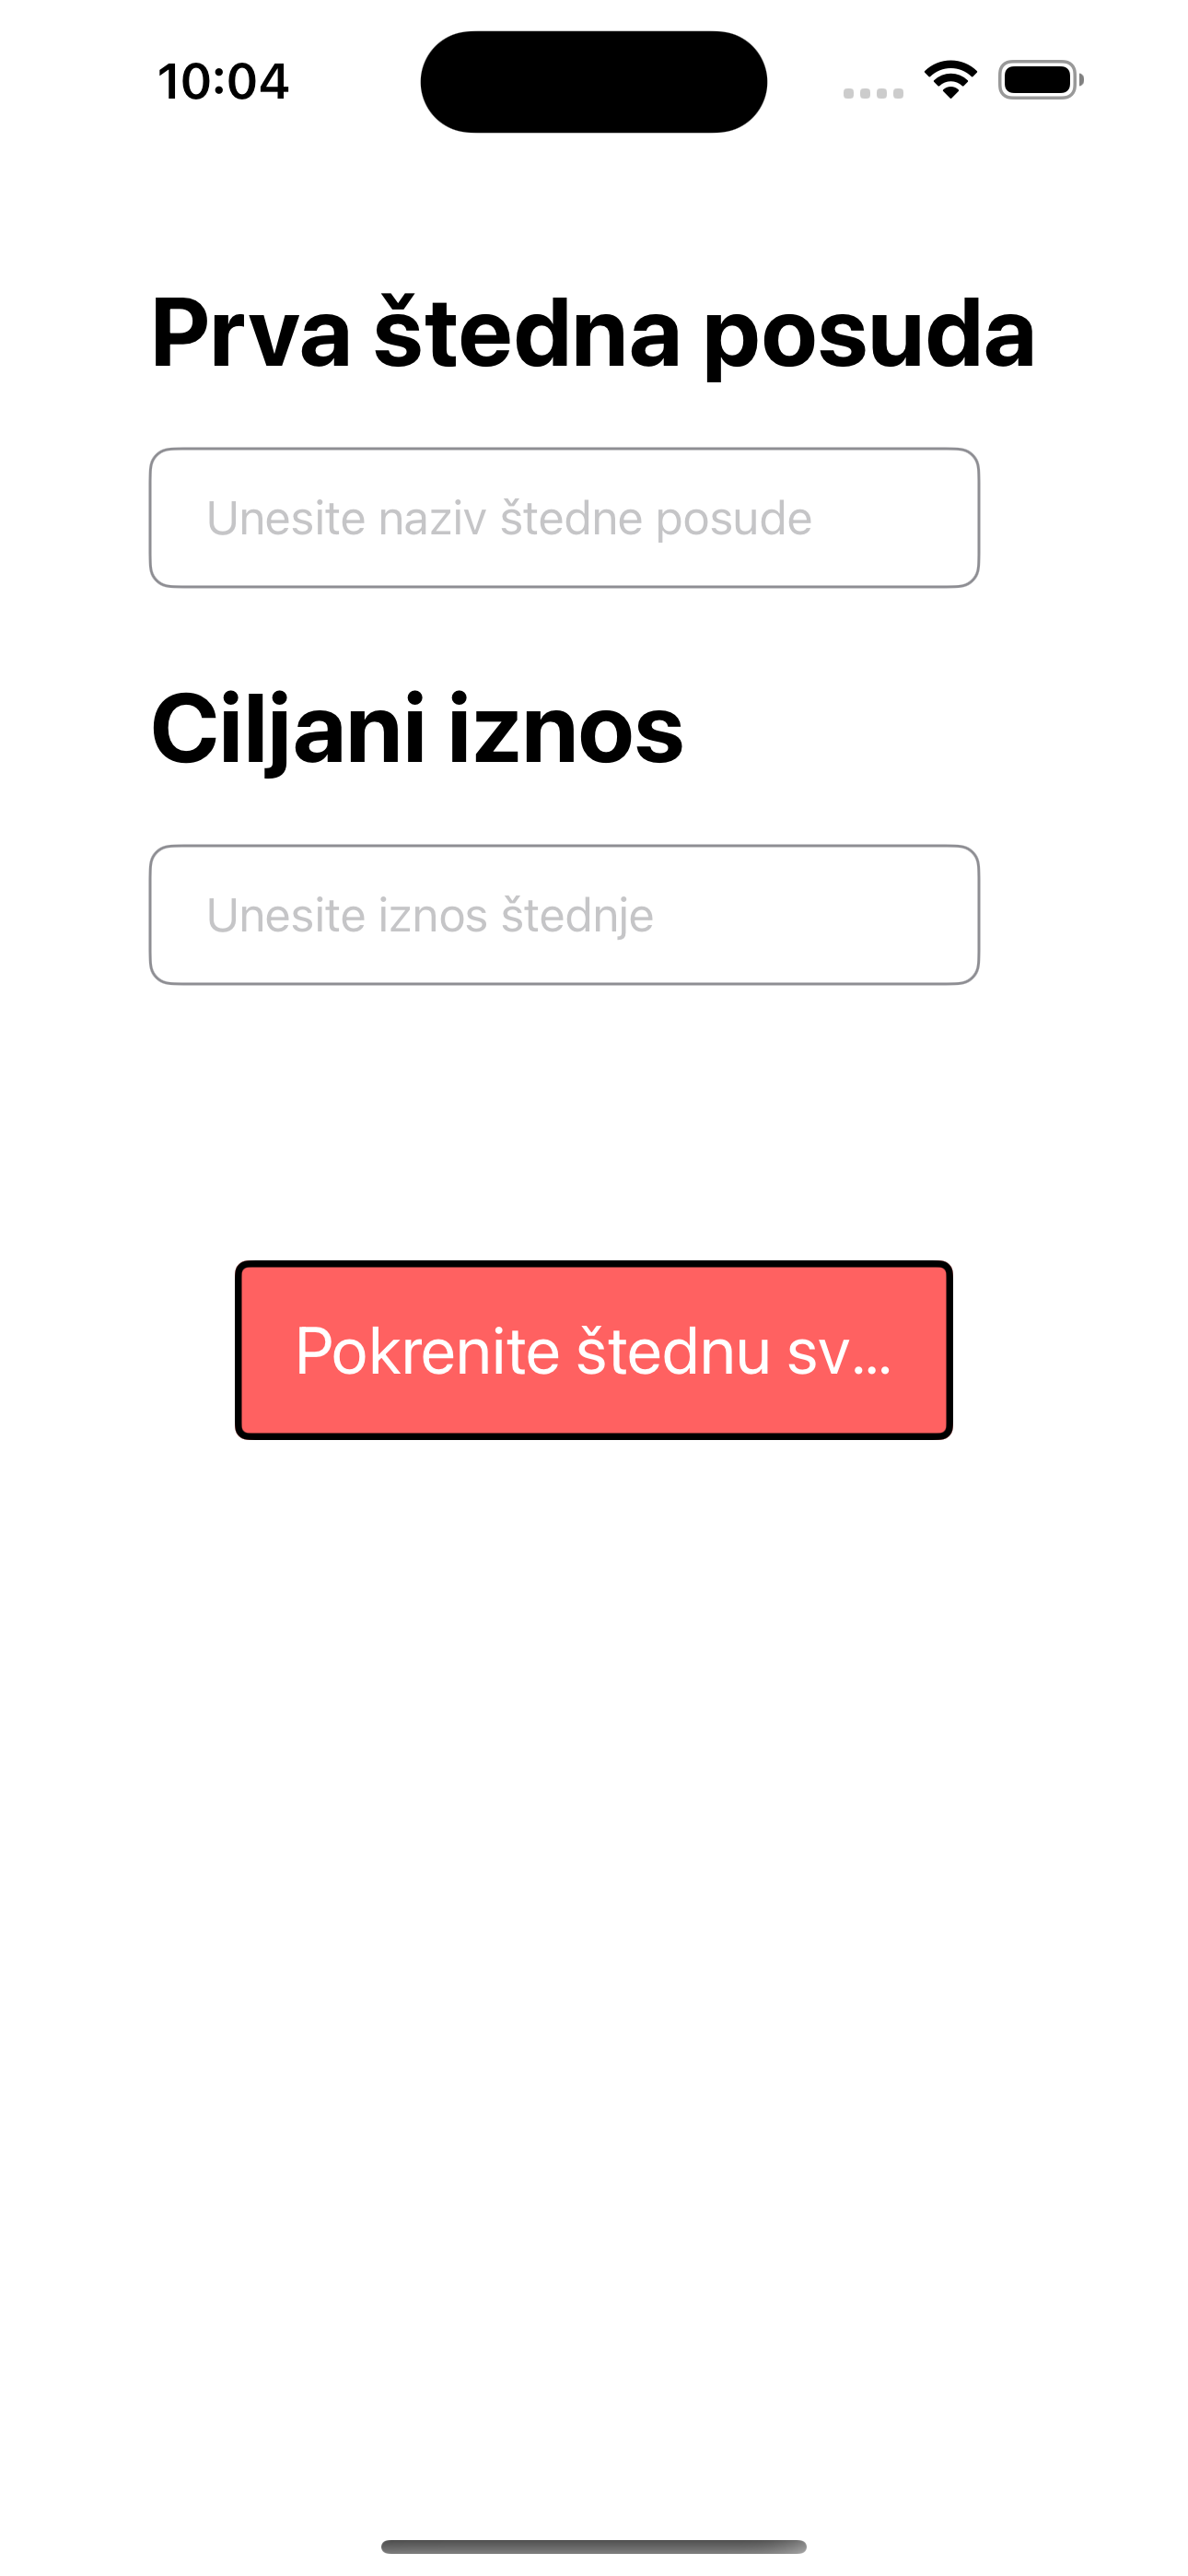 10:04
Prva štedna posuda
Unesite naziv štedne posude
Ciljani iznos
Unesite iznos štednje
Pokrenite štednu sv...